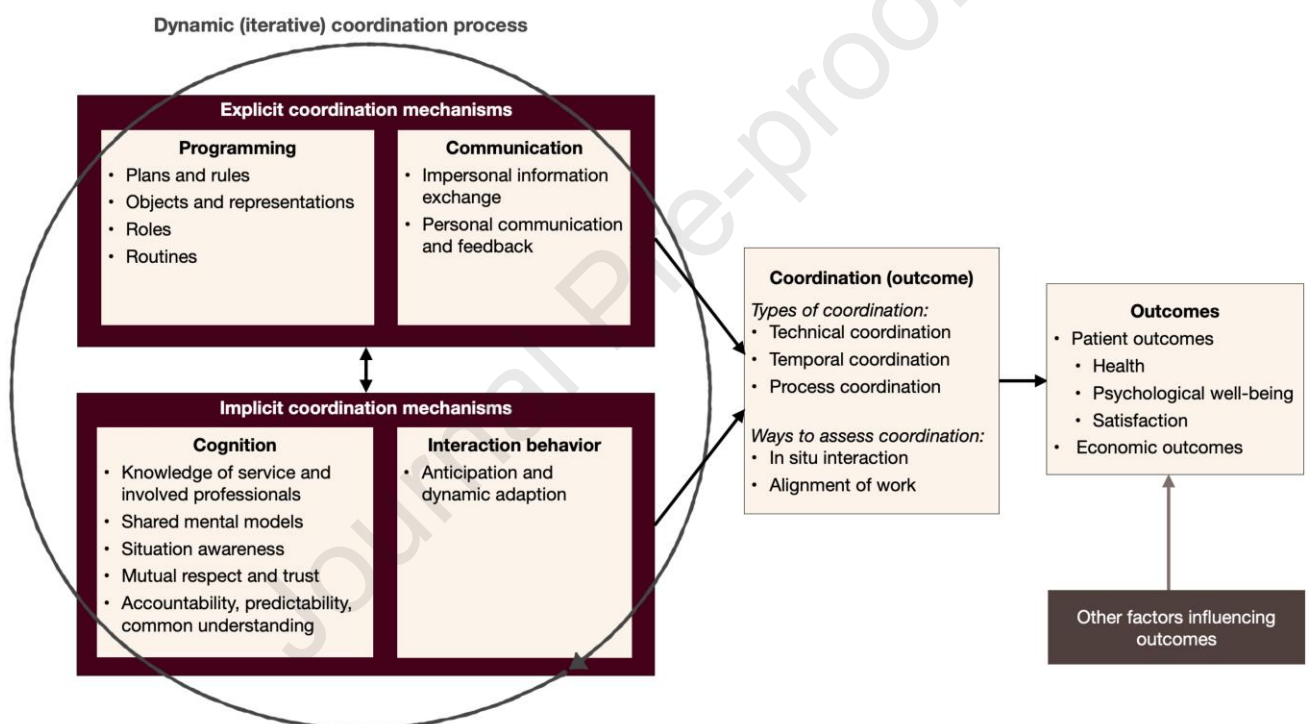 Dynamic (iterative) coordination process
Explicit coordination mechanisms
Programming
• Plans and rules
• Objects and representations
• Roles
• Routines
Communication
• Impersonal information
exchange
• Personal communication
and feedback
Implicit coordination mechanisms
Cognition
• Knowledge of service and
involved professionals
• Shared mental models
• Situation awareness
• Mutual respect and trust
• Accountability, predictability,
common understanding
Interaction behavior
• Anticipation and
dynamic adaption
Coordination (outcome)
Types of coordination:
• Technical coordination
• Temporal coordination
• Process coordination
Ways to assess coordination:
• In situ interaction
• Alignment of work
Outcomes
• Patient outcomes
• Health
• Psychological well-being
• Satisfaction
• Economic outcomes
Other factors influencing
outcomes
Journal Pre-proo